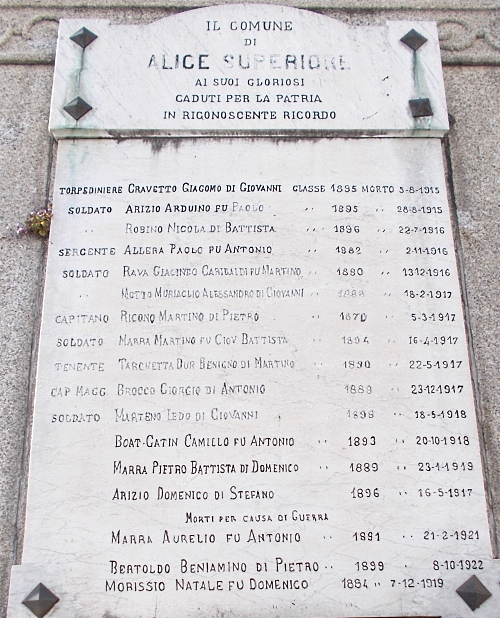 IL COMUNE
DI
ALICE SUPERIORE
AI SUOI GLORIOSI
CADUTI PER LA PATRIA
IN RICONOSCENTE RICORDO
TORPEDINIERE CRAVETTO GIACOMO DI GIOVANNI CLASSE 1895 MORTO 5-8-1915
SOLDATO ARIZIO ARDUINO FU PAOLO " 1895 " 28-8-1915
" ROBINO NICOLA DI BATTISTA " 1896 " 22-7-1916
SERGENTE ALLERA PAOLO FU ANTONIO " 1882 " 2-11-1916
SOLDATO RAVA GIACINTO GARIBALDI FU MARTINO " 1880 " 13-12-1916
" MOTTO ALESSANDRO DI GIOVANNI " " 18-2-1917
CAPITANO RIGONO MARTINO DI PIETRO " 1870 " 5-3-1917
SOLDATO MARRA MARTINO FU GIOV BATTISTA " 1894 " 16-4-1917
TENENTE TARCHETTA DUR BENIGNO DI MARTINO " 1890 " 22-5-1917
CAP MAGG BROCCO GIORGIO DI ANTONIO " 1889 " 23-12-1917
SOLDATO MARTENO DI GIOVANNI " 1898 " 18-5-1918
BOAT-GATIN CAMILLO FU ANTONIO " 1893 " 20-10-1918
MARRA PIETRO BATTISTA DI DOMENICO " 1889 " 23-1-1919
ARIZIO DOMENICO DI STEFANO 1896 " 16-5-1917
MORTI PER CAUSA DI GUERRA
MARRA AURELIO FU ANTONIO " 1891 " 21-2-1921
BERTOLDO BENIAMINO DI PIETRO " 1899 " 8-10-1922
MORISSIO NATALE FU DOMENICO 1884 " 7-12-1919